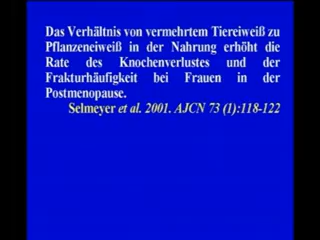 Das Verhältnis von vermehrtem Tiereiweiß zu
Pflanzeneiweiß in der Nahrung erhöht die
Rate des Knochenverlustes und der
Frakturhäufigkeit bei Frauen in der
Postmenopause.
Selmeyer et al. 2001. AJCN 73 (1):118-122